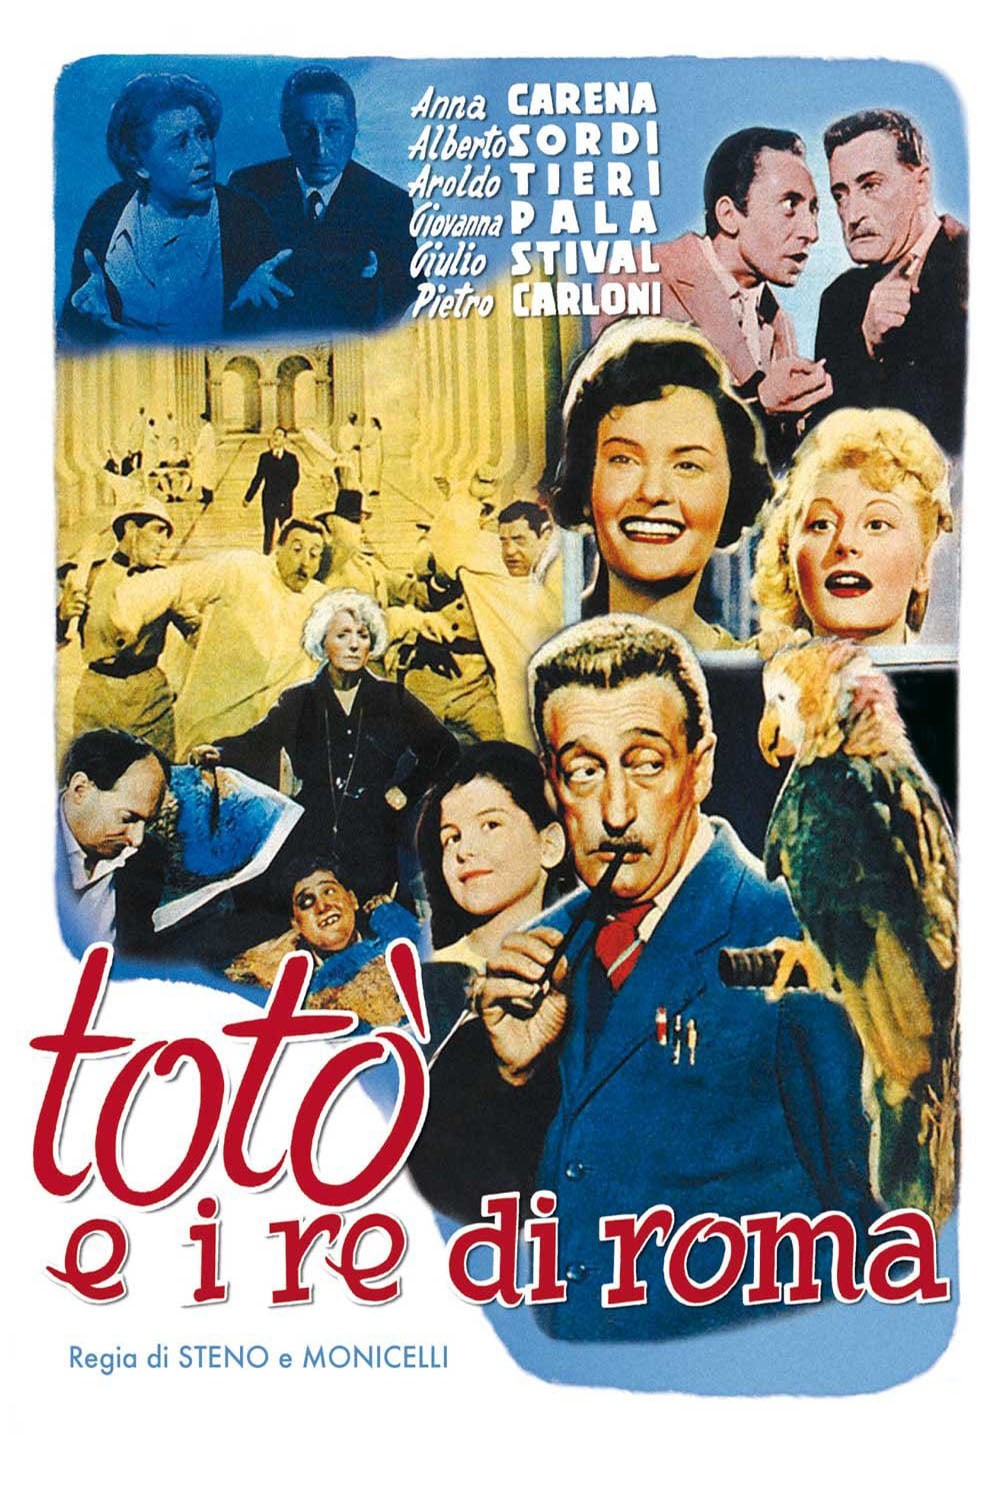 Anna CARENA
Alberto SORDI
Aroldo TIERI
Giovanna PALA
Giulio STIVAL
Pietro CARLONI
totò
e i re di roma
Regia di STENO e MONICELLI